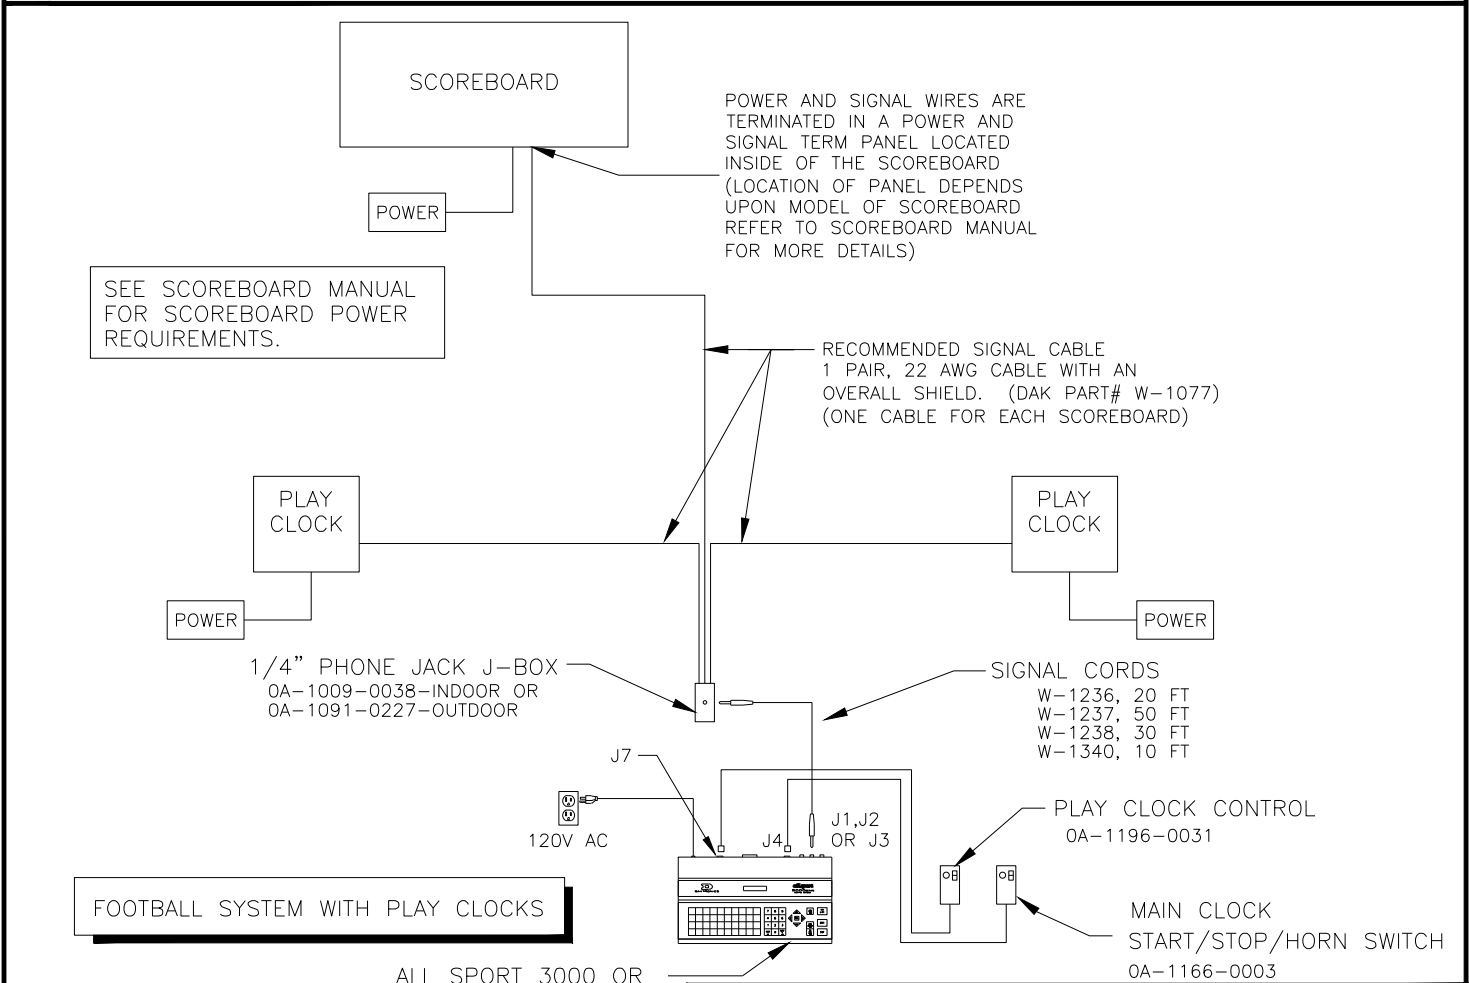 SCOREBOARD
POWER AND SIGNAL WIRES ARE
TERMINATED IN A POWER AND
SIGNAL TERM PANEL LOCATED
INSIDE OF THE SCOREBOARD
(LOCATION OF PANEL DEPENDS
UPON MODEL OF SCOREBOARD
REFER TO SCOREBOARD MANUAL
FOR MORE DETAILS)
POWER
SEE SCOREBOARD MANUAL
FOR SCOREBOARD POWER
REQUIREMENTS.
RECOMMENDED SIGNAL CABLE
1 PAIR, 22 AWG CABLE WITH AN
OVERALL SHIELD. (DAK PART# W-1077)
(ONE CABLE FOR EACH SCOREBOARD)
PLAY
CLOCK
PLAY
CLOCK
POWER
POWER
1/4" PHONE JACK J-BOX
0A-1009-0038-INDOOR OR
0A-1091-0227-OUTDOOR
SIGNAL CORDS
W-1236, 20 FT
W-1237, 50 FT
W-1238, 30 FT
W-1340, 10 FT
J7
120V AC
J4
J1,J2
OR J3
PLAY CLOCK CONTROL
0A-1196-0031
FOOTBALL SYSTEM WITH PLAY CLOCKS
MAIN CLOCK
START/STOP/HORN SWITCH
0A-1166-0003
ALL SPORT 3000 OR